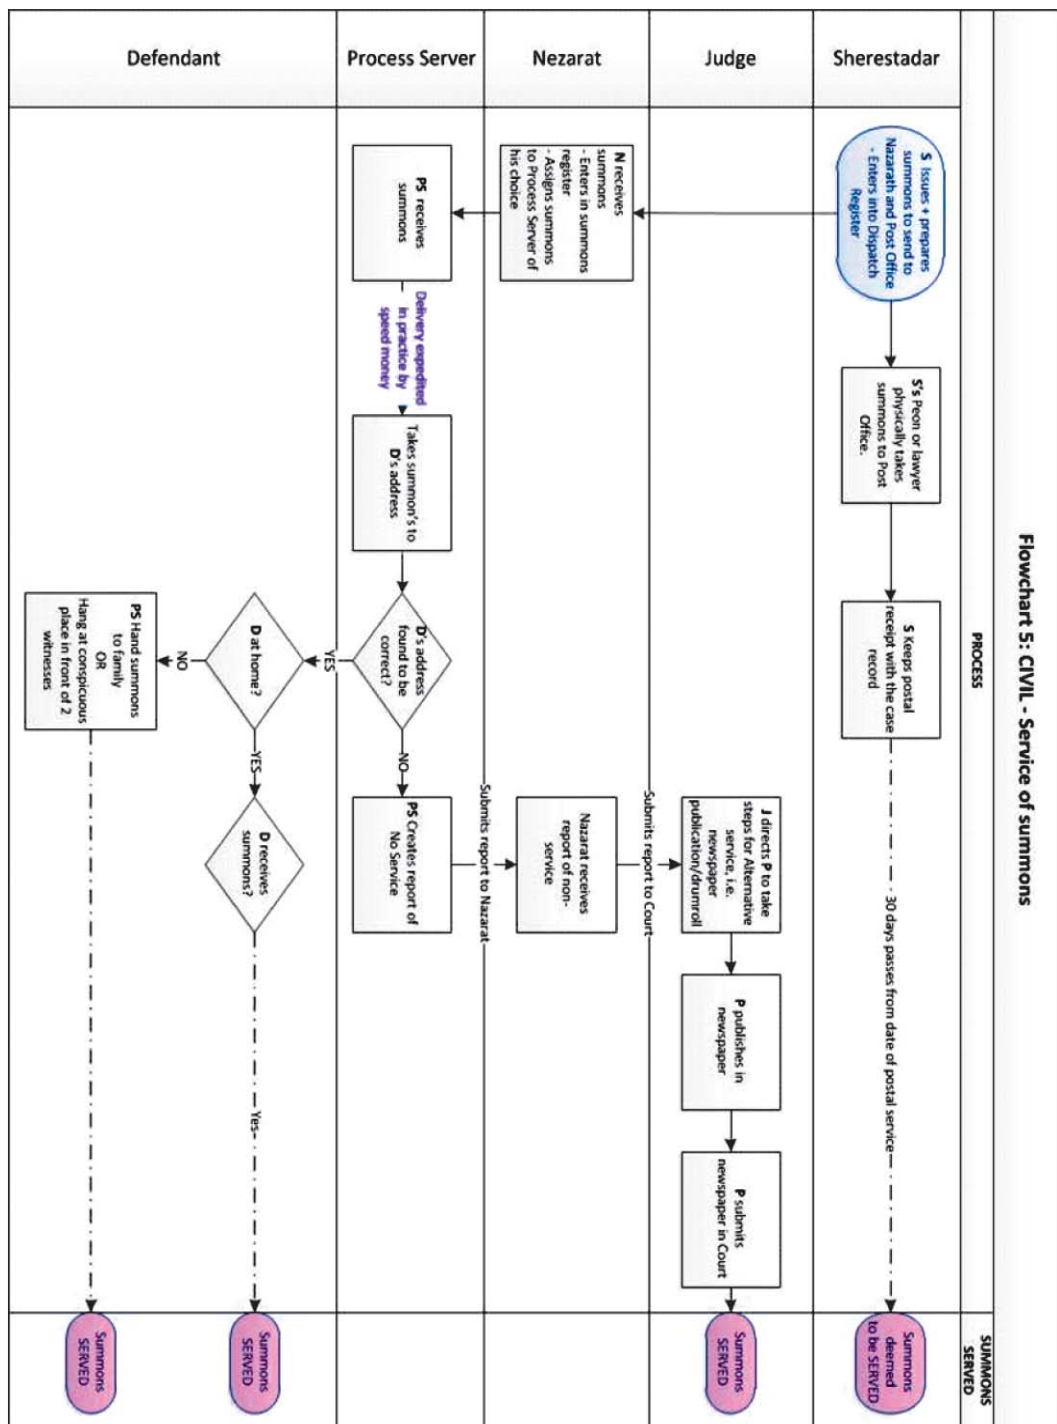 Flowchart 5: CIVIL - Service of summons
PROCESS
SUMMONS
SERVED
Sherestadar
S Issues + prepares
summons to send to
Nazarath and Post Office
- Enters into Dispatch
Register
S's Peon or lawyer
physically takes
summons to Post
Office.
S Keeps postal
receipt with the case
record
30 days passes from date of postal service
Summons
deemed
to be SERVED
Judge
J directs P to take
steps for Alternative
service, i.e.
newspaper
publication/drumroll
P publishes in
newspaper
P submits
newspaper in Court
Summons
SERVED
Submits report to Court
Nezarat
N receives
summons
- Enters in summons
register
- Assigns summons
to Process Server of
his choice
Nazarat receives
report of non-
service
Submits report to Nazarat
Process Server
PS receives
summons
Delivery expedited
in practice by
speed money
Takes summon's to
D's address
D's address
found to be
correct?
NO
PS Creates report of
No Service
YES
Defendant
D at home?
YES
D receives
summons?
Yes
Summons
SERVED
NO
PS Hand summons
to family
OR
Hang at conspicuous
place in front of 2
witnesses
Summons
SERVED